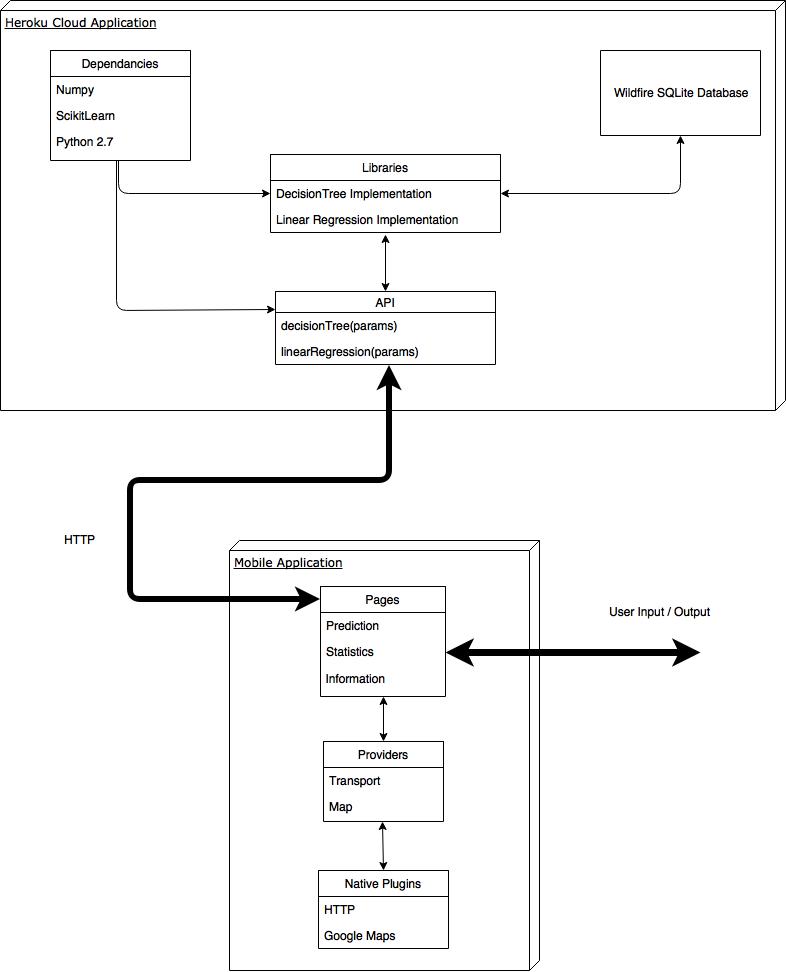 Heroku Cloud Application
Dependancies
Numpy
ScikitLearn
Python 2.7
Wildfire SQLite Database
Libraries
DecisionTree Implementation
Linear Regression Implementation
API
decisionTree(params)
linearRegression(params)
HTTP
Mobile Application
Pages
Prediction
Statistics
Information
User Input / Output
Providers
Transport
Map
Native Plugins
HTTP
Google Maps